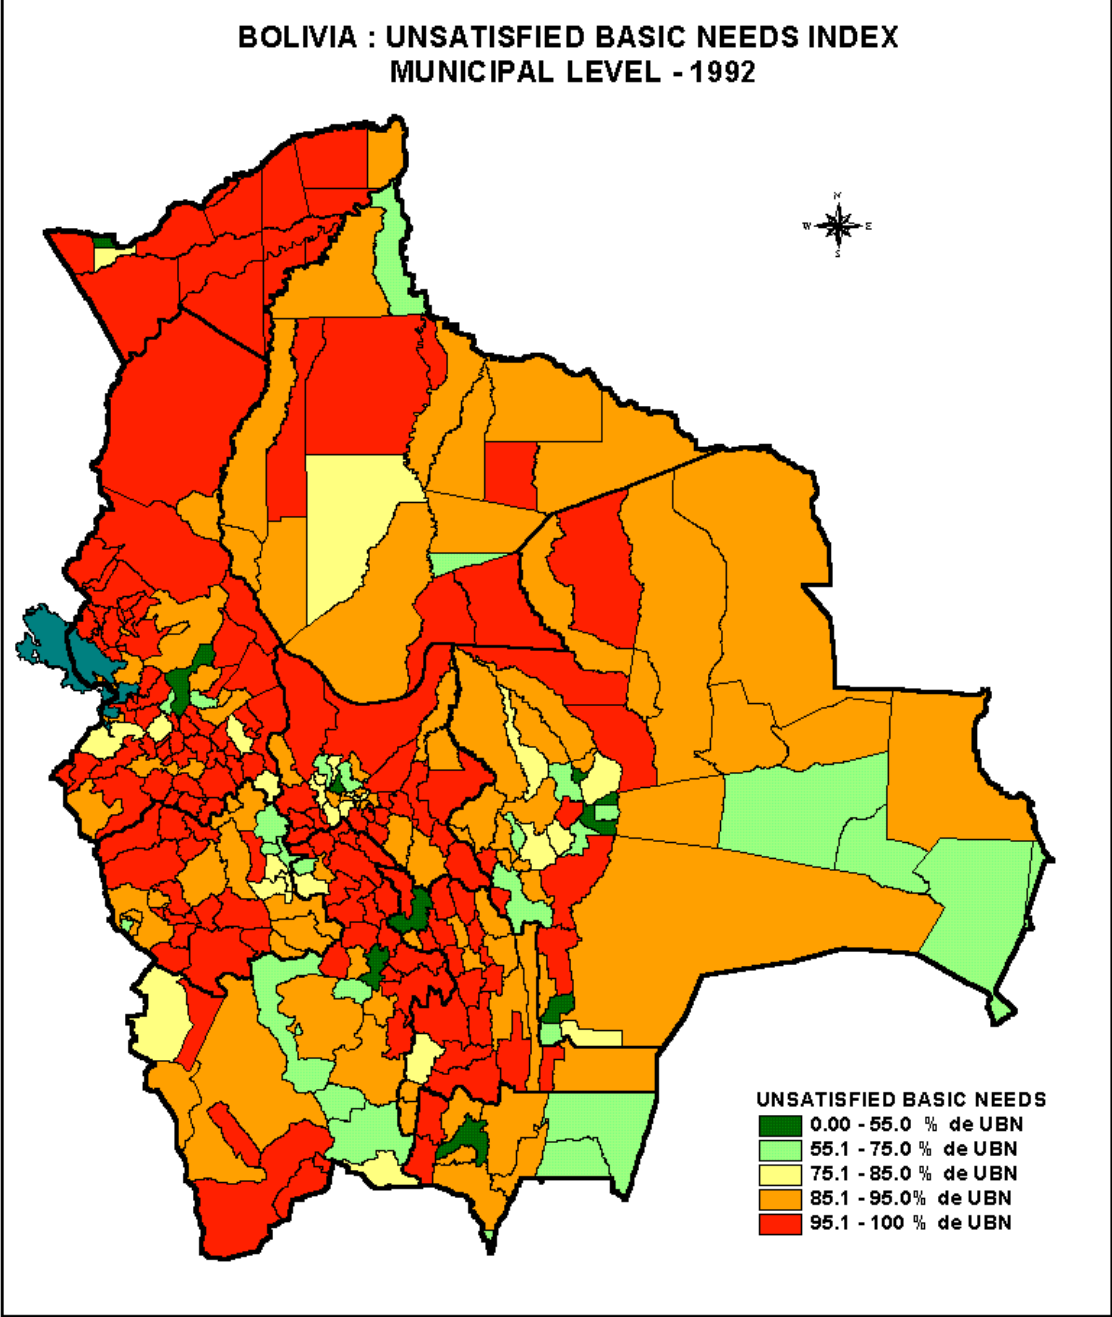 BOLIVIA : UNSATISFIED BASIC NEEDS INDEX
MUNICIPAL LEVEL - 1992
N
W E
S
UNSATISFIED BASIC NEEDS
0.00 - 55.0 % de UBN
55.1 - 75.0 % de UBN
75.1 - 85.0 % de UBN
85.1 - 95.0% de UBN
95.1 - 100 % de UBN